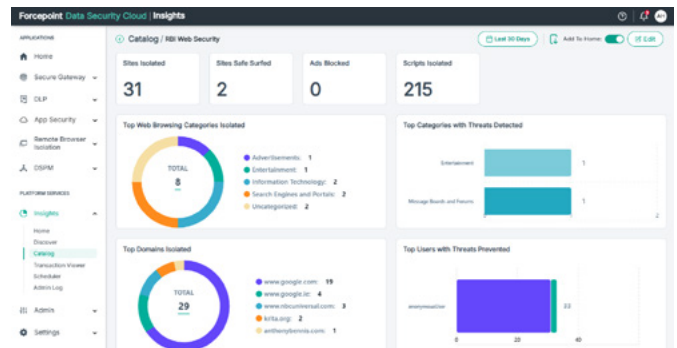 Forcepoint Data Security Cloud | Insights
APPLICATIONS
Home
Secure Gateway
DLP
App Security
Remote Browser
Isolation
DSPM
PLATFORM SERVICES
Insights
Home
Discover
Catalog
Transaction Viewer
Scheduler
Admin Log
Admin
Settings
Catalog / RBI Web Security
Last 30 Days
Add To Home:
Edit
Sites Isolated
31
Sites Safe Surfed
2
Ads Blocked
0
Scripts Isolated
215
Top Web Browsing Categories Isolated
TOTAL
8
Advertisements: 1
Entertainment: 1
Information Technology: 2
Search Engines and Portals: 2
Uncategorized: 2
Top Categories with Threats Detected
Entertainment
1
Message Boards and Forums
1
0
1
2
Top Domains Isolated
TOTAL
29
www.google.com: 19
www.google.ie: 4
www.nbcuniversal.com: 3
krita.org: 2
anthonybennis.com: 1
Top Users with Threats Prevented
anonymousUser
33
0
20
40